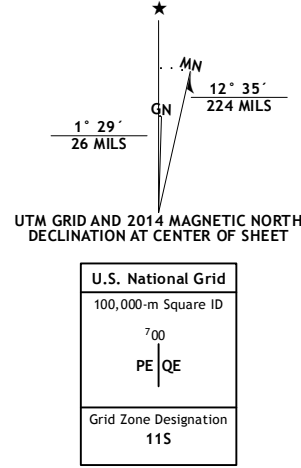 ★
MN
GN
12° 35´
224 MILS
1° 29´
26 MILS
UTM GRID AND 2014 MAGNETIC NORTH
DECLINATION AT CENTER OF SHEET
U.S. National Grid
100,000-m Square ID
⁷00
PE QE
Grid Zone Designation
11S